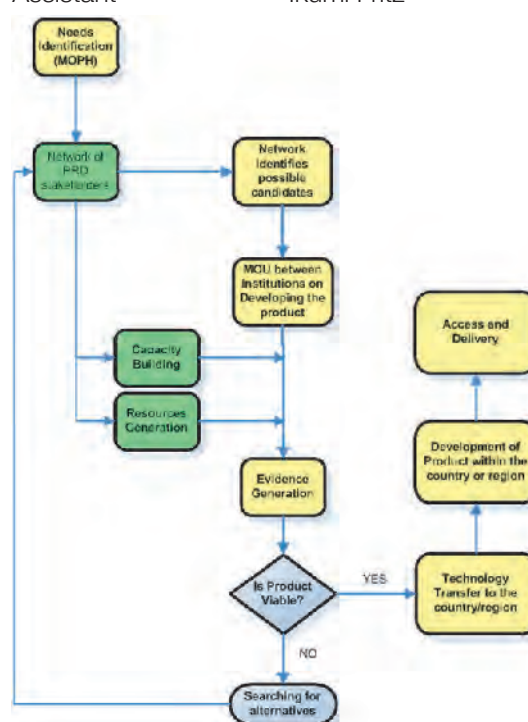 Assistant
Needs
Identification
(MOPH)
Network of
PRD
stakeholders
Network
Identifies
possible
candidates
MOU between
Institutions on
Developing the
product
Capacity
Building
Resources
Generation
Evidence
Generation
Is Product
Viable?
YES
NO
Searching for
alternatives
Technology
Transfer to the
country/region
Development of
Product within the
country or region
Access and
Delivery